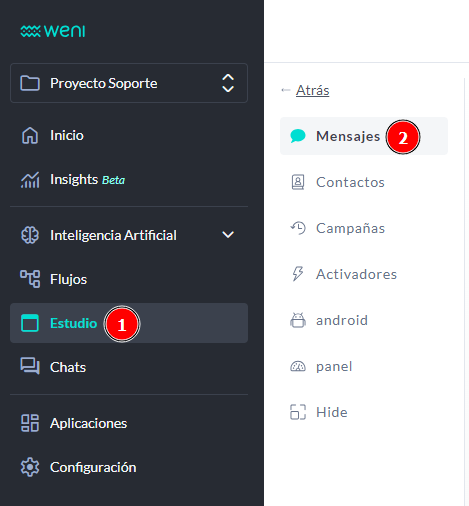 weni
Proyecto Soporte
Inicio
Insights Beta
Inteligencia Artificial
Flujos
Estudio 1
Chats
Aplicaciones
Configuración
← Atrás
Mensajes 2
Contactos
Campañas
Activadores
android
panel
Hide